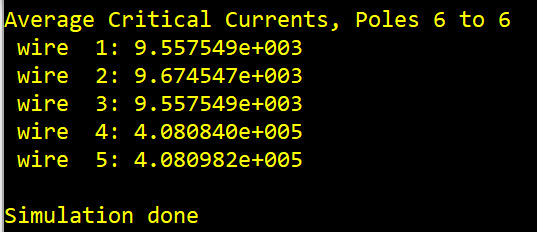 Average Critical Currents, Poles 6 to 6
wire  1: 9.557549e+003
wire  2: 9.674547e+003
wire  3: 9.557549e+003
wire  4: 4.080840e+005
wire  5: 4.080982e+005
Simulation done